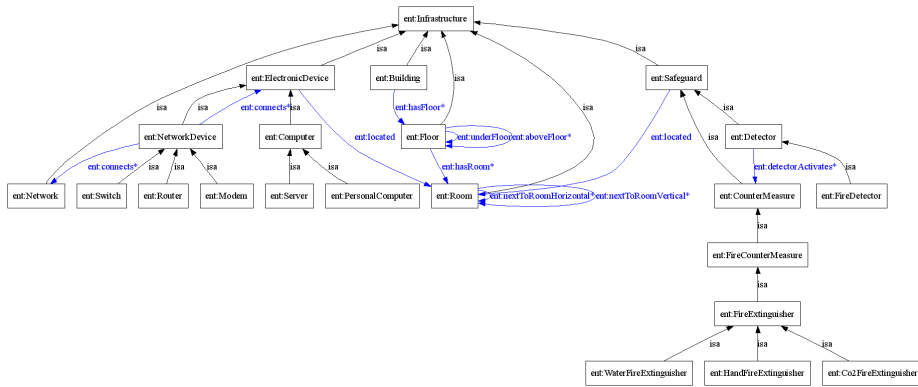 ent:Infrastructure
isa
isa
isa
isa
isa
isa
ent:ElectronicDevice
ent:Building
ent:Safeguard
isa
isa
ent:connects*
isa
ent:hasFloor*
isa
isa
ent:NetworkDevice
ent:Computer
ent:located
ent:Floor
ent:underFloor
ent:aboveFloor*
ent:located
ent:Detector
ent:connects*
isa
isa
isa
isa
isa
ent:hasRoom*
ent:detectorActivates*
isa
ent:Network
ent:Switch
ent:Router
ent:Modem
ent:Server
ent:PersonalComputer
ent:Room
ent:nextToRoomHorizontal*
ent:nextToRoomVertical*
ent:CounterMeasure
ent:FireDetector
isa
ent:FireCounterMeasure
isa
ent:FireExtinguisher
isa
isa
isa
ent:WaterFireExtinguisher
ent:HandFireExtinguisher
ent:Co2FireExtinguisher